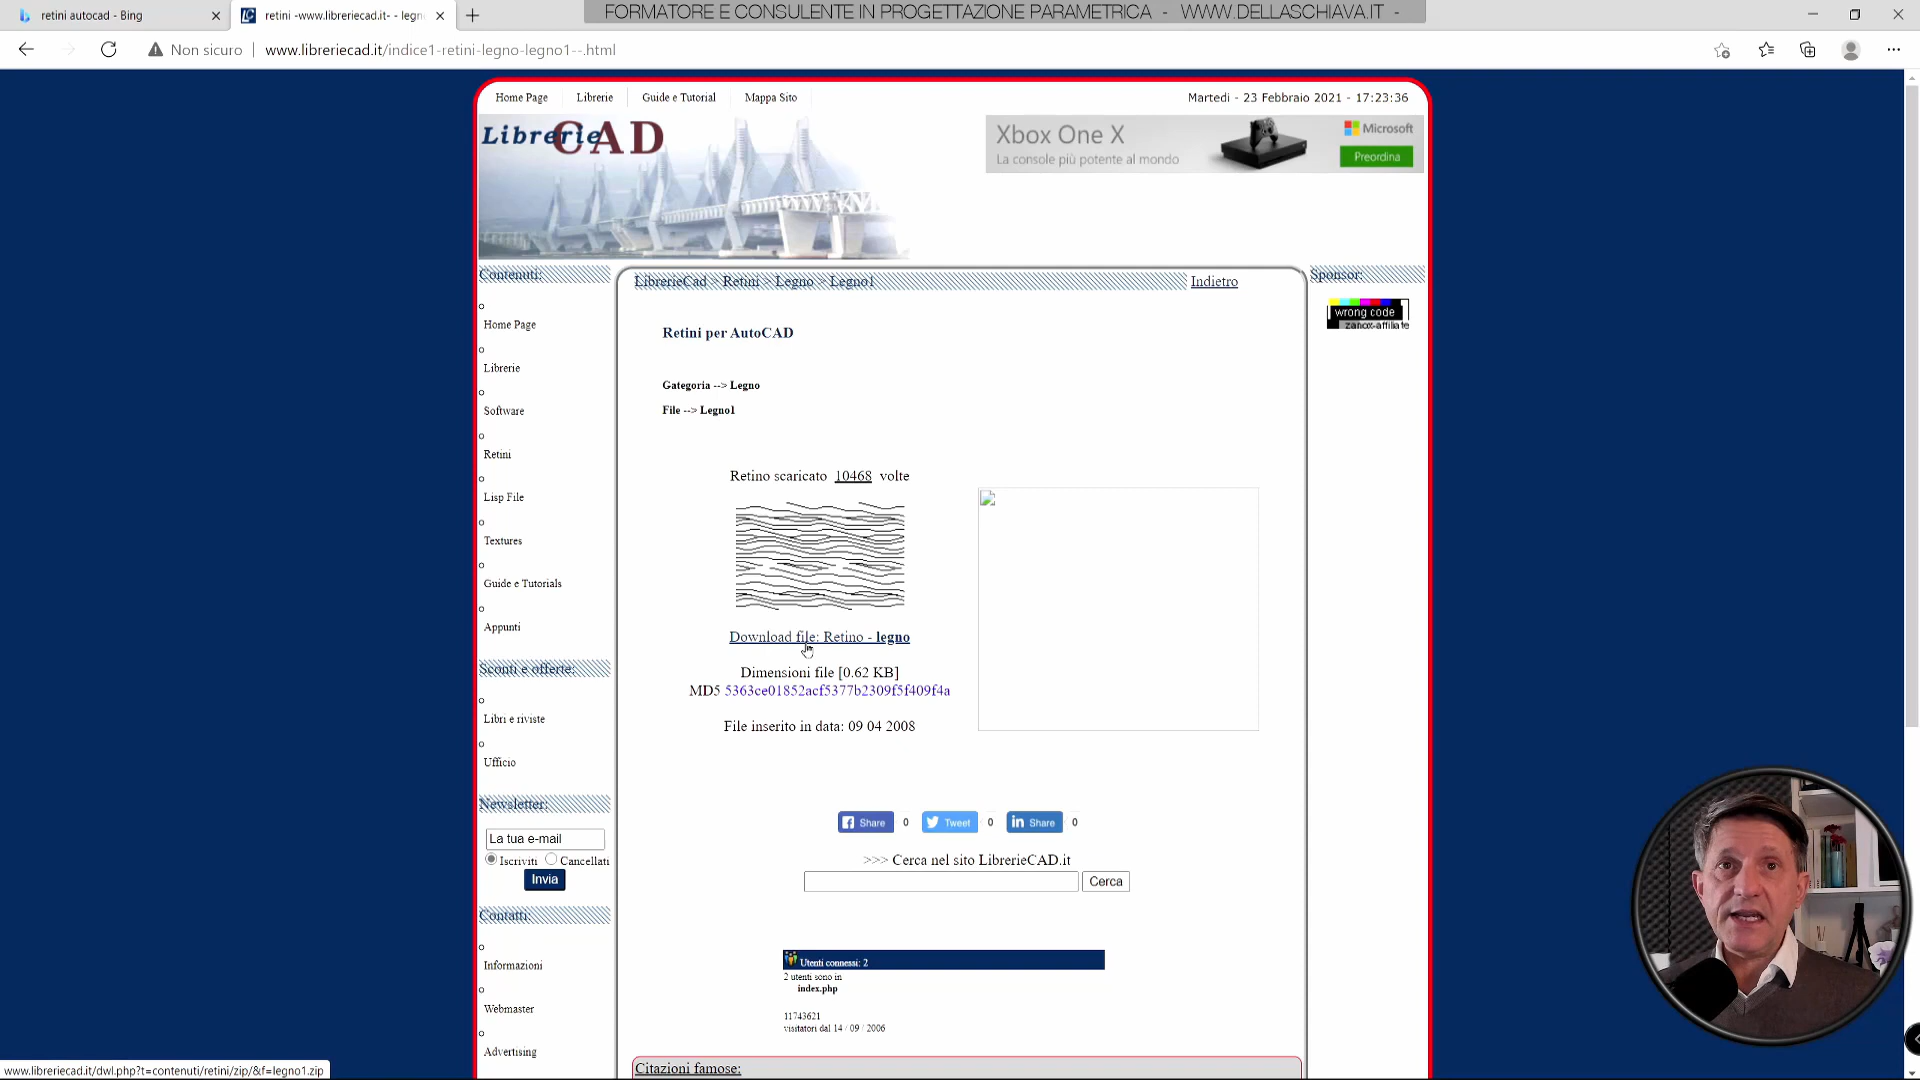 retini autocad - Bing
retini -www.libreriecad.it- - legn
FORMATORE E CONSULENTE IN PROGETTAZIONE PARAMETRICA - WWW.DELLASCHIAVA.IT -
Non sicuro
www.libreriecad.it/indice1-retini-legno-legno1--.html
Home Page
Librerie
Guide e Tutorial
Mappa Sito
Martedi - 23 Febbraio 2021 - 17:23:36
Librerie CAD
Xbox One X
La console più potente al mondo
Microsoft
Preordina
Contenuti:
Home Page
Librerie
Software
Retini
Lisp File
Textures
Guide e Tutorials
Appunti
Sconti e offerte:
Libri e riviste
Ufficio
Newsletter:
La tua e-mail
Iscriviti
Cancellati
Invia
Contatti:
Informazioni
Webmaster
Advertising
LibrerieCad > Retini > Legno > Legno1
Indietro
Retini per AutoCAD
Gategoria --> Legno
File --> Legno1
Retino scaricato 10468 volte
Download file: Retino - legno
Dimensioni file [0.62 KB]
MD5 5363ce01852acf5377b2309f5f409f4a
File inserito in data: 09 04 2008
Share 0
Tweet 0
in Share 0
>>> Cerca nel sito LibrerieCAD.it
Cerca
Utenti connessi: 2
2 utenti sono in
index.php
11743621
visitatori dal 14 / 09 / 2006
Citazioni famose:
Sponsor:
wrong code
zanox-affiliate
www.libreriecad.it/dwl.php?t=contenuti/retini/zip/&f=legno1.zip